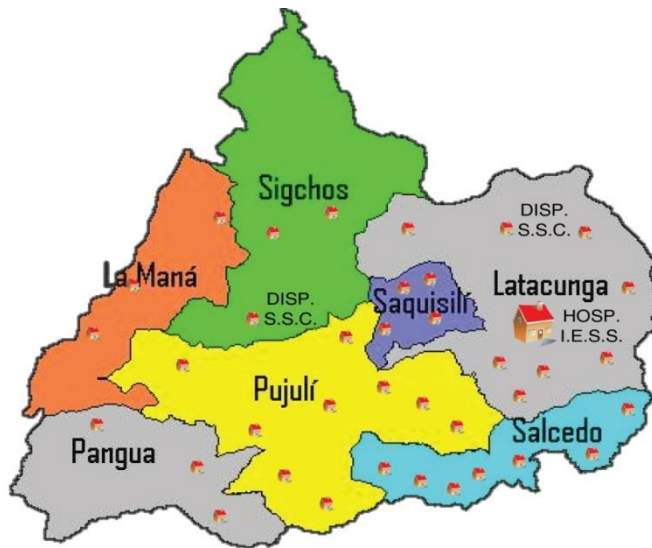 Sigchos
DISP.
S.S.C.
La Maná
DISP.
S.S.C.
Saquisilí
Latacunga
HOSP.
I.E.S.S.
Pujulí
Pangua
Salcedo